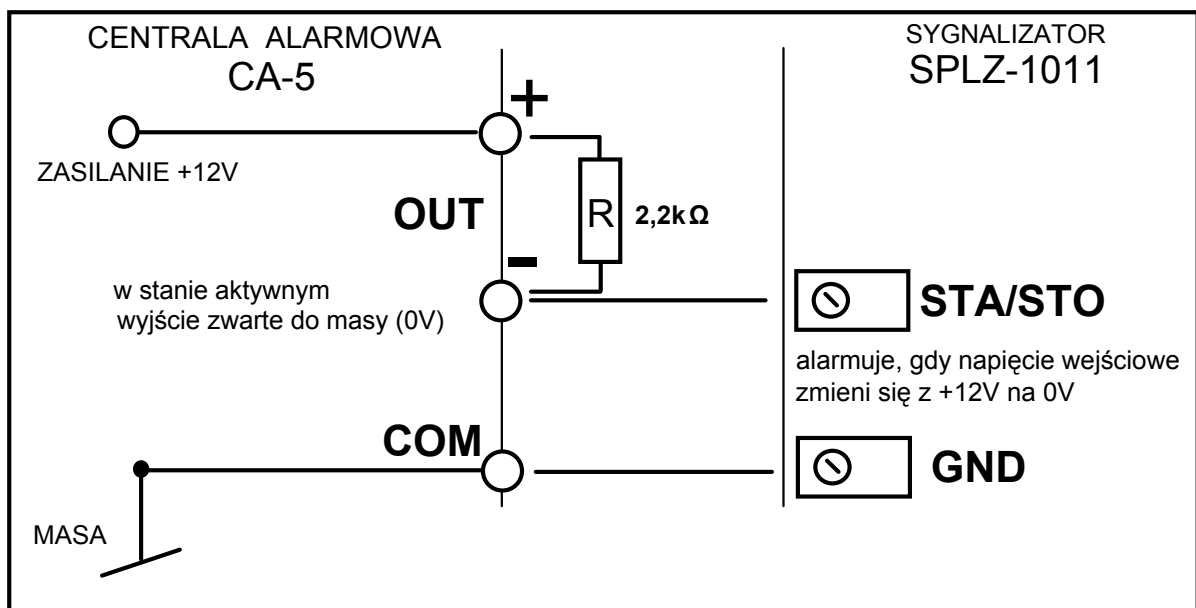 CENTRALA ALARMOWA
CA-5
SYGNALIZATOR
SPLZ-1011
+
ZASILANIE +12V
OUT
R
2,2kΩ
-
w stanie aktywnym
wyjście zwarte do masy (0V)
STA/STO
alarmuje, gdy napięcie wejściowe
zmieni się z +12V na 0V
COM
GND
MASA